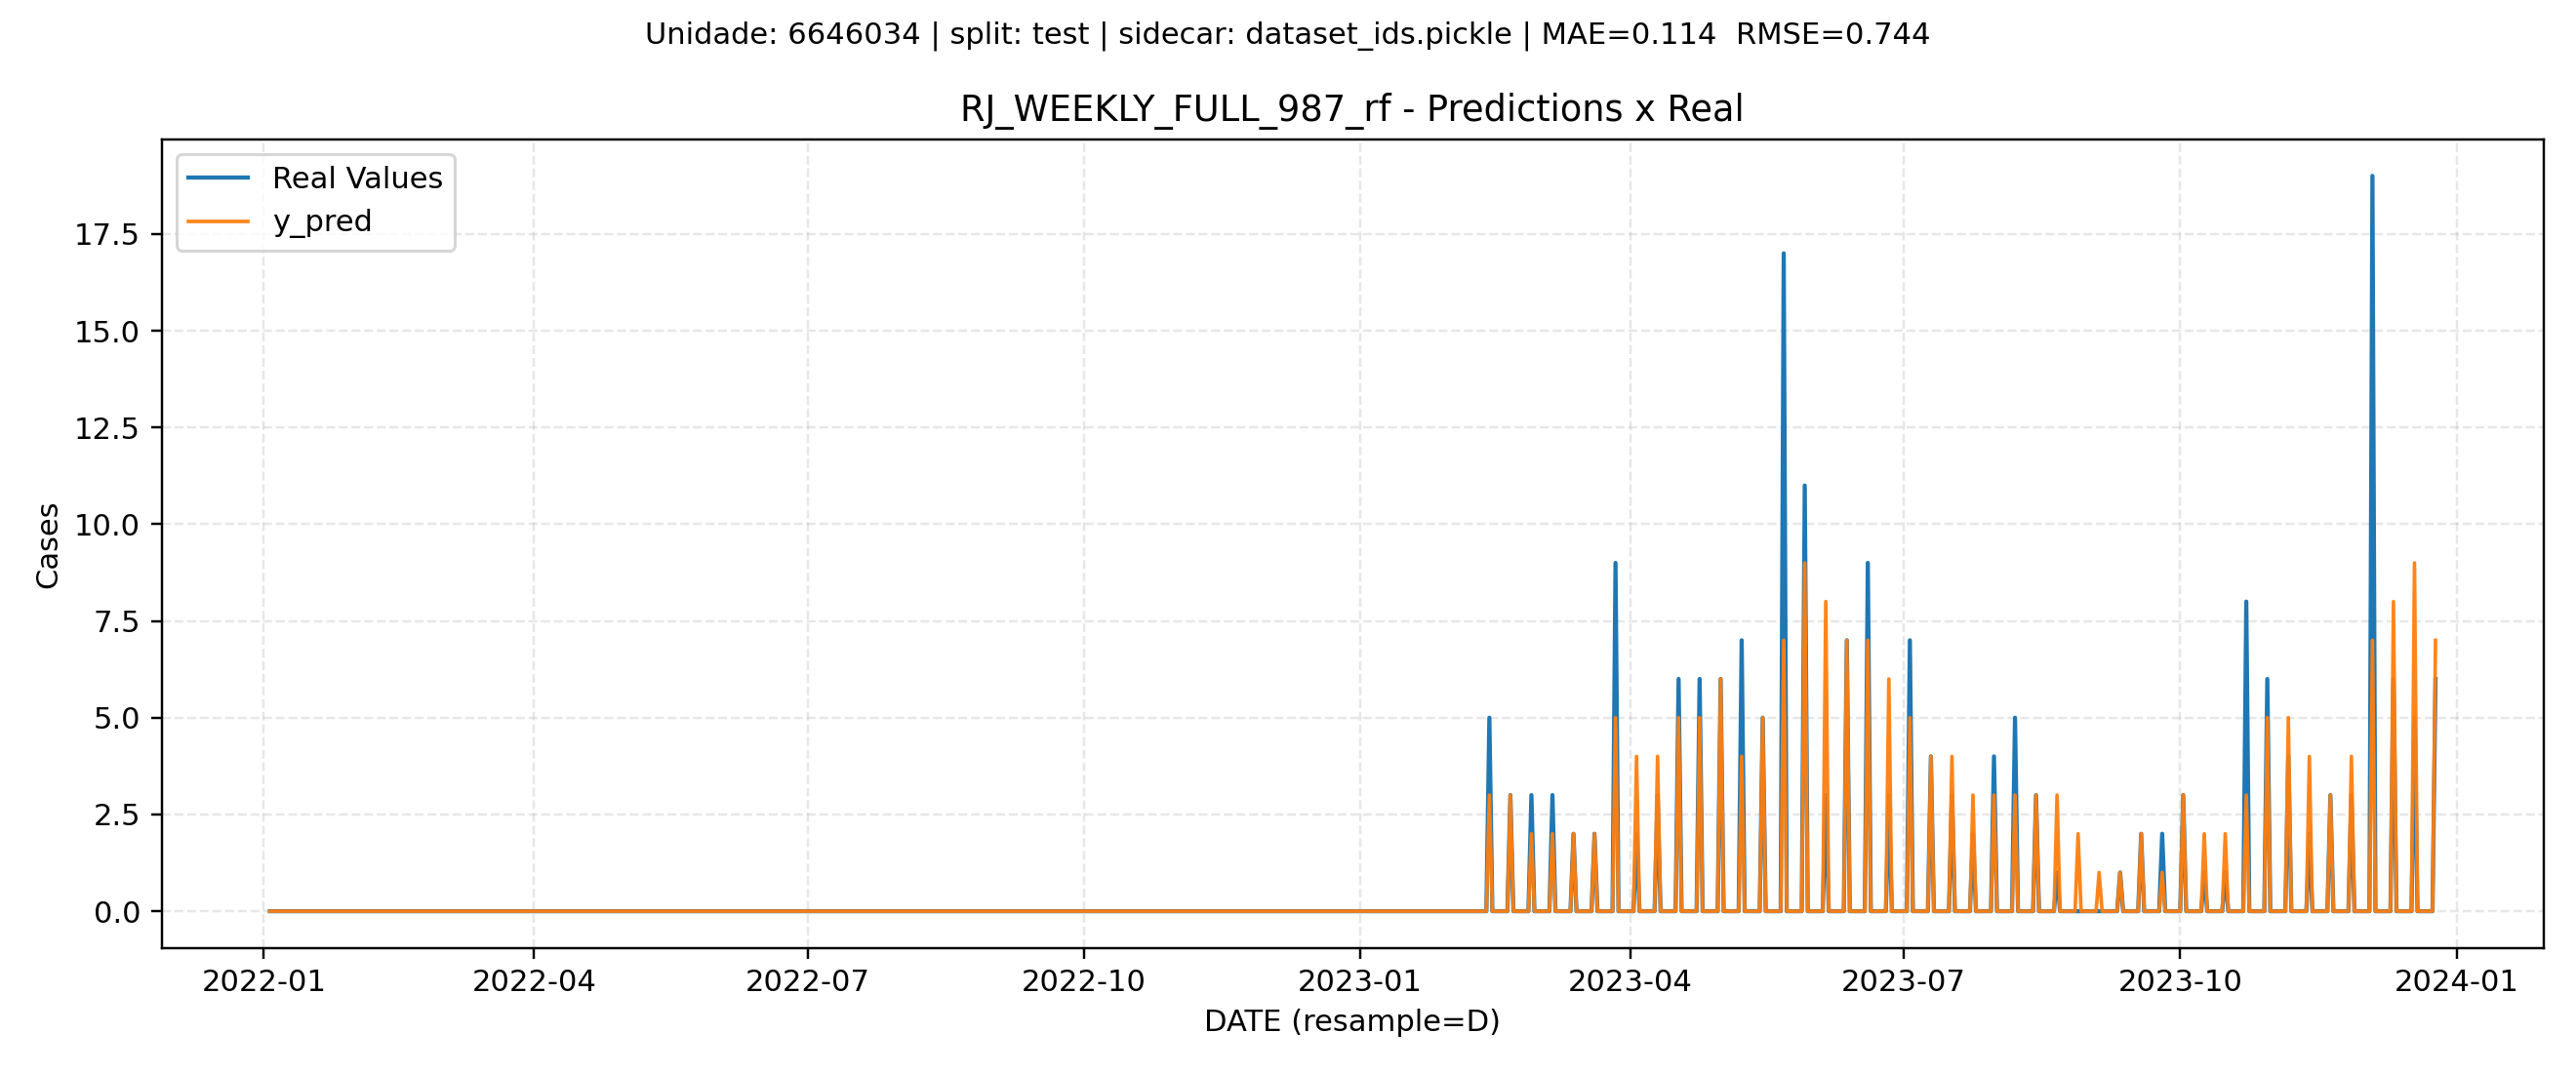 Unidade: 6646034 | split: test | sidecar: dataset_ids.pickle | MAE=0.114  RMSE=0.744
RJ_WEEKLY_FULL_987_rf - Predictions x Real
Real Values
y_pred
17.5
15.0
12.5
10.0
7.5
5.0
2.5
0.0
Cases
2022-01 2022-04 2022-07 2022-10 2023-01 2023-04 2023-07 2023-10 2024-01
DATE (resample=D)